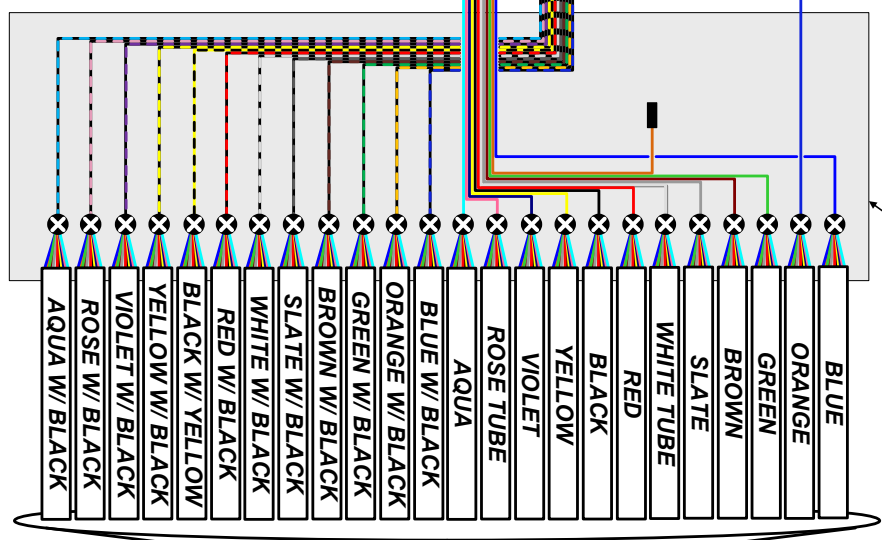 AQUA W/ BLACK
ROSE W/ BLACK
VIOLET W/ BLACK
YELLOW W/ BLACK
BLACK W/ YELLOW
RED W/ BLACK
WHITE W/ BLACK
SLATE W/ BLACK
BROWN W/ BLACK
GREEN W/ BLACK
ORANGE W/ BLACK
BLUE W/ BLACK
AQUA
ROSE TUBE
VIOLET
YELLOW
BLACK
RED
WHITE TUBE
SLATE
BROWN
GREEN
ORANGE
BLUE